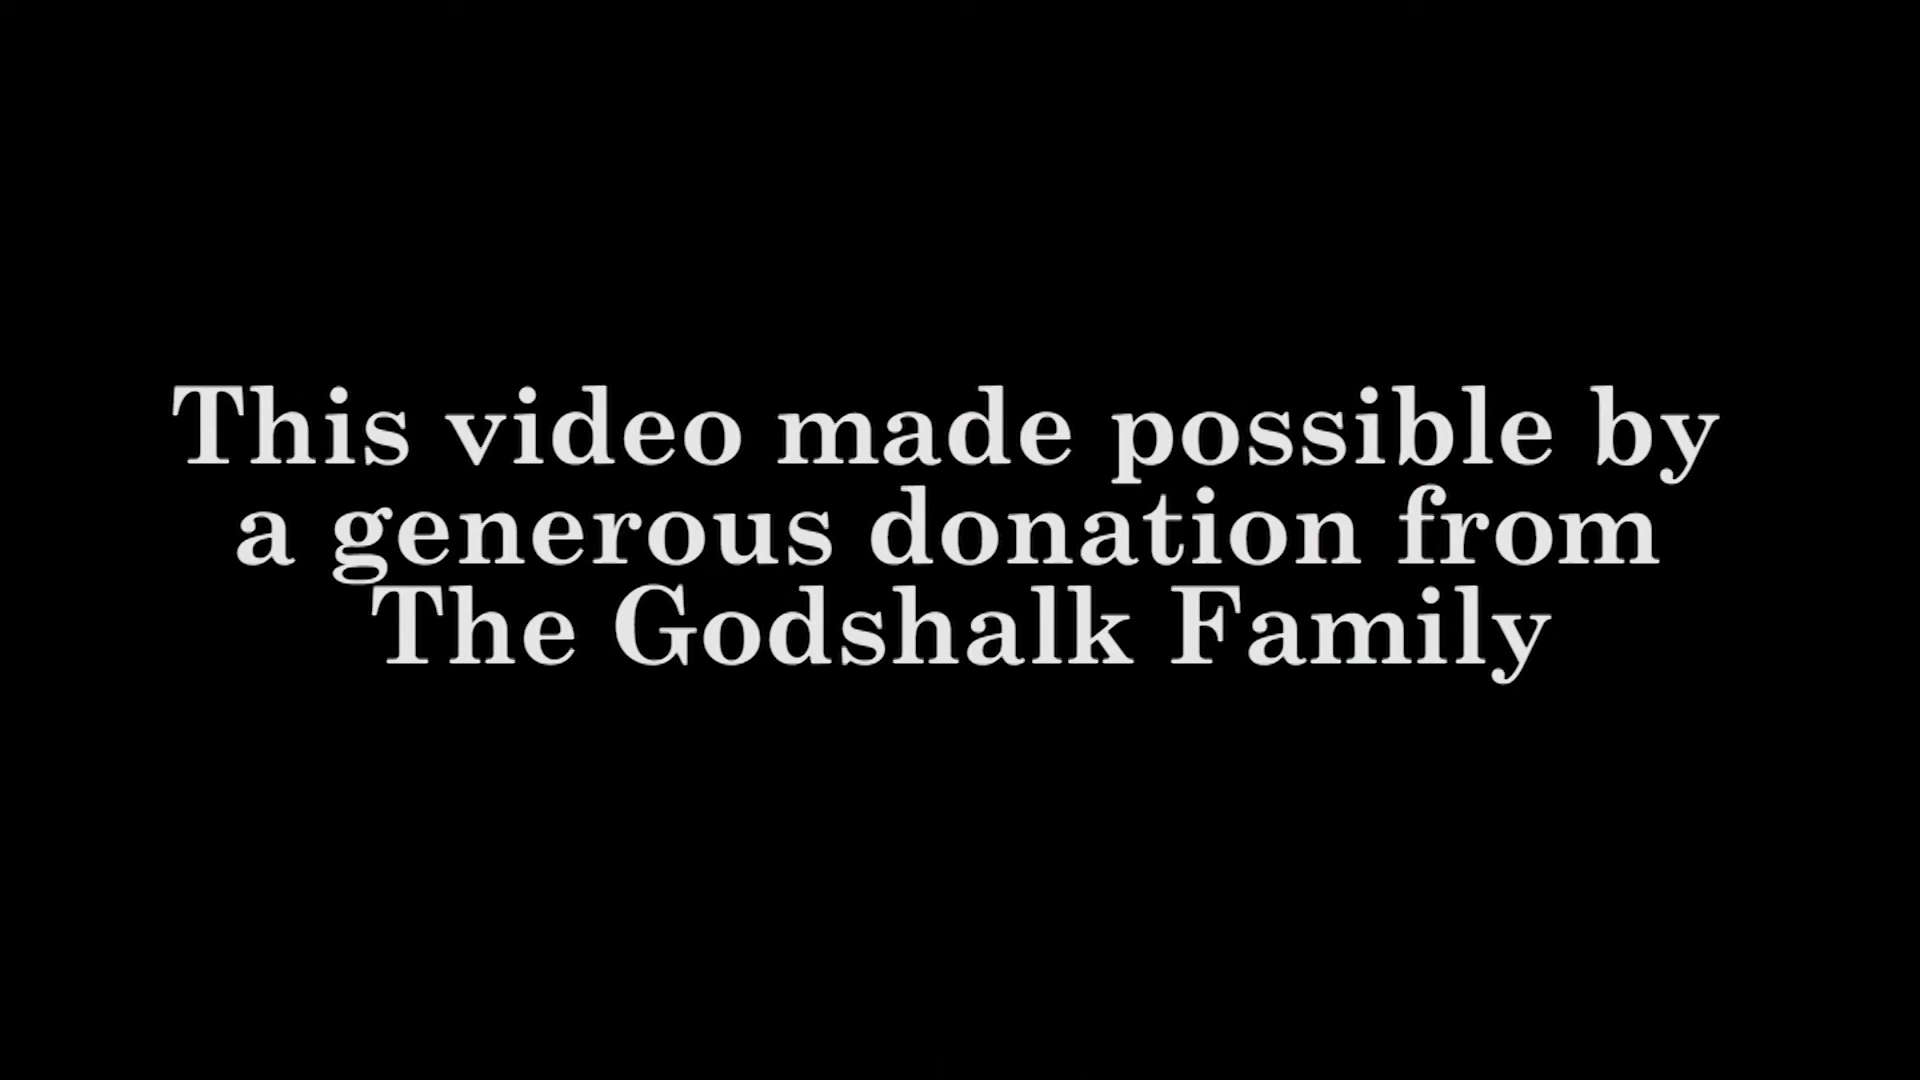 This video made possible by
a generous donation from
The Godshalk Family